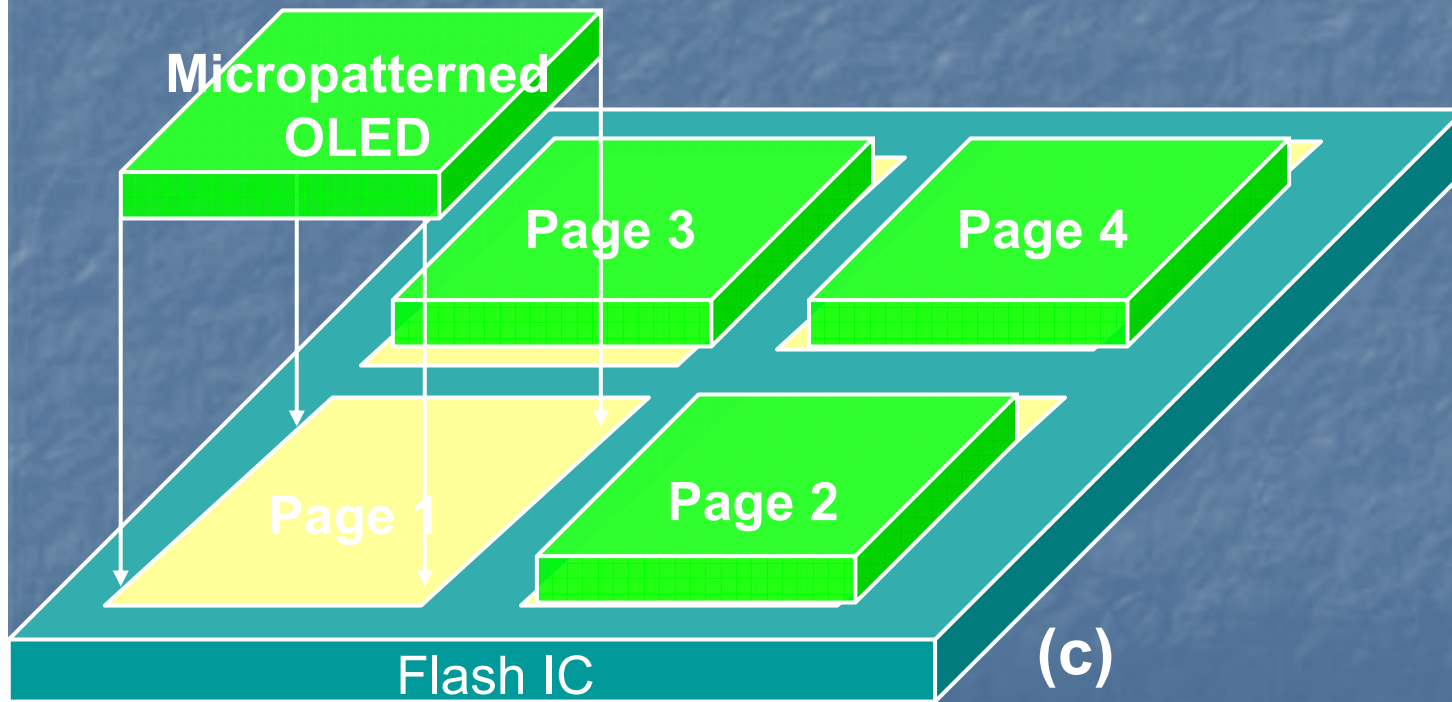 Micropatterned
OLED
Page 3
Page 4
Page 1
Page 2
Flash IC
(c)